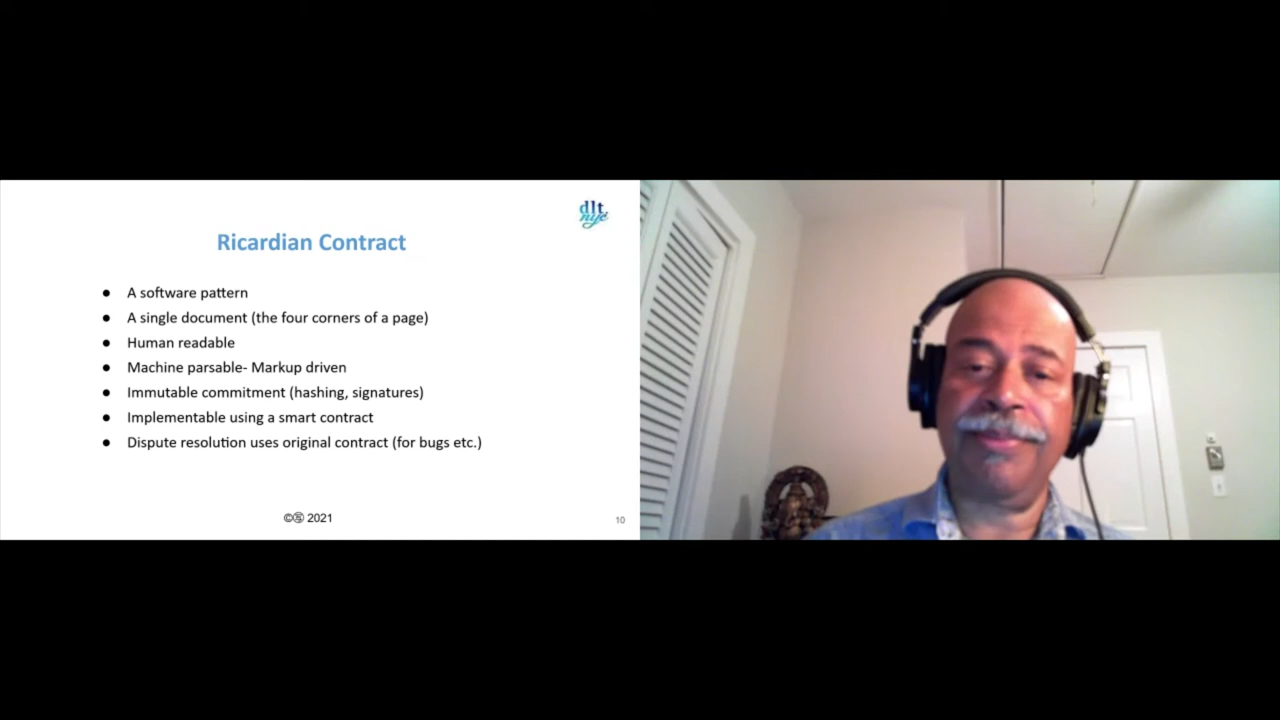 dlt
nyc
Ricardian Contract
● A software pattern
● A single document (the four corners of a page)
● Human readable
● Machine parsable- Markup driven
● Immutable commitment (hashing, signatures)
● Implementable using a smart contract
● Dispute resolution uses original contract (for bugs etc.)
© 2021
10